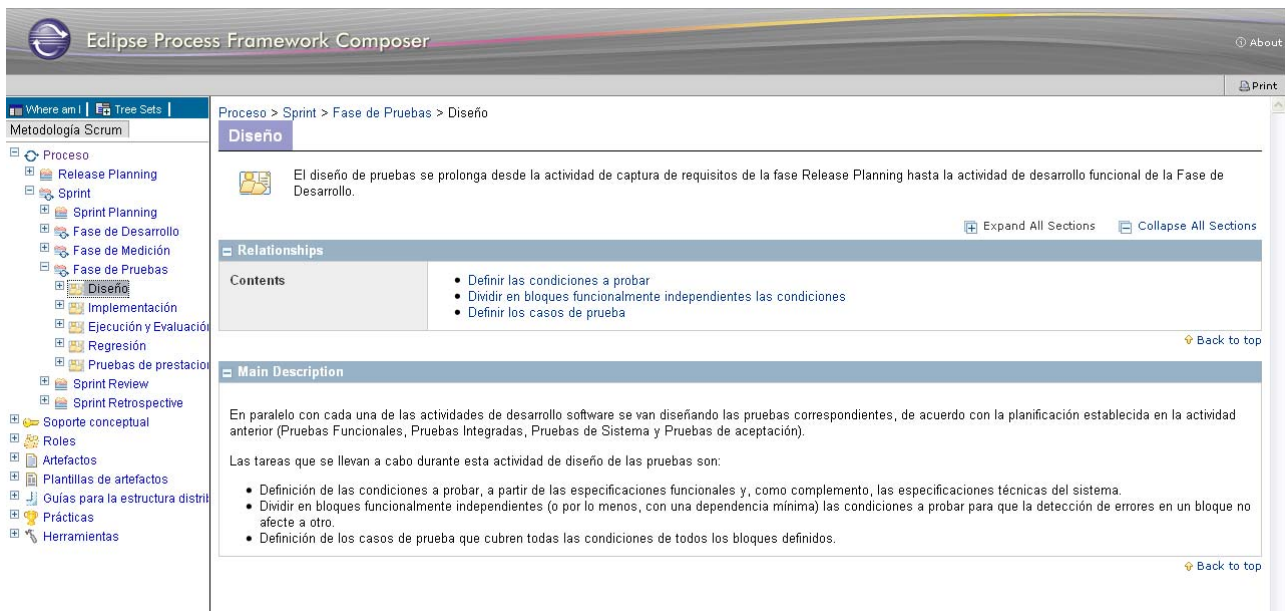 Eclipse Process Framework Composer
About
Print
Where am I
Tree Sets
Metodología Scrum
Proceso
Release Planning
Sprint
Sprint Planning
Fase de Desarrollo
Fase de Medición
Fase de Pruebas
Diseño
Implementación
Ejecución y Evaluación
Regresión
Pruebas de prestacion
Sprint Review
Sprint Retrospective
Soporte conceptual
Roles
Artefactos
Plantillas de artefactos
Guías para la estructura distrib
Prácticas
Herramientas
Proceso > Sprint > Fase de Pruebas > Diseño
Diseño
El diseño de pruebas se prolonga desde la actividad de captura de requisitos de la fase Release Planning hasta la actividad de desarrollo funcional de la Fase de
Desarrollo.
Expand All Sections
Collapse All Sections
Relationships
Contents
• Definir las condiciones a probar
• Dividir en bloques funcionalmente independientes las condiciones
• Definir los casos de prueba
Back to top
Main Description
En paralelo con cada una de las actividades de desarrollo software se van diseñando las pruebas correspondientes, de acuerdo con la planificación establecida en la actividad
anterior (Pruebas Funcionales, Pruebas Integradas, Pruebas de Sistema y Pruebas de aceptación).
Las tareas que se llevan a cabo durante esta actividad de diseño de las pruebas son:
• Definición de las condiciones a probar, a partir de las especificaciones funcionales y, como complemento, las especificaciones técnicas del sistema.
• Dividir en bloques funcionalmente independientes (o por lo menos, con una dependencia mínima) las condiciones a probar para que la detección de errores en un bloque no
afecte a otro.
• Definición de los casos de prueba que cubren todas las condiciones de todos los bloques definidos.
Back to top